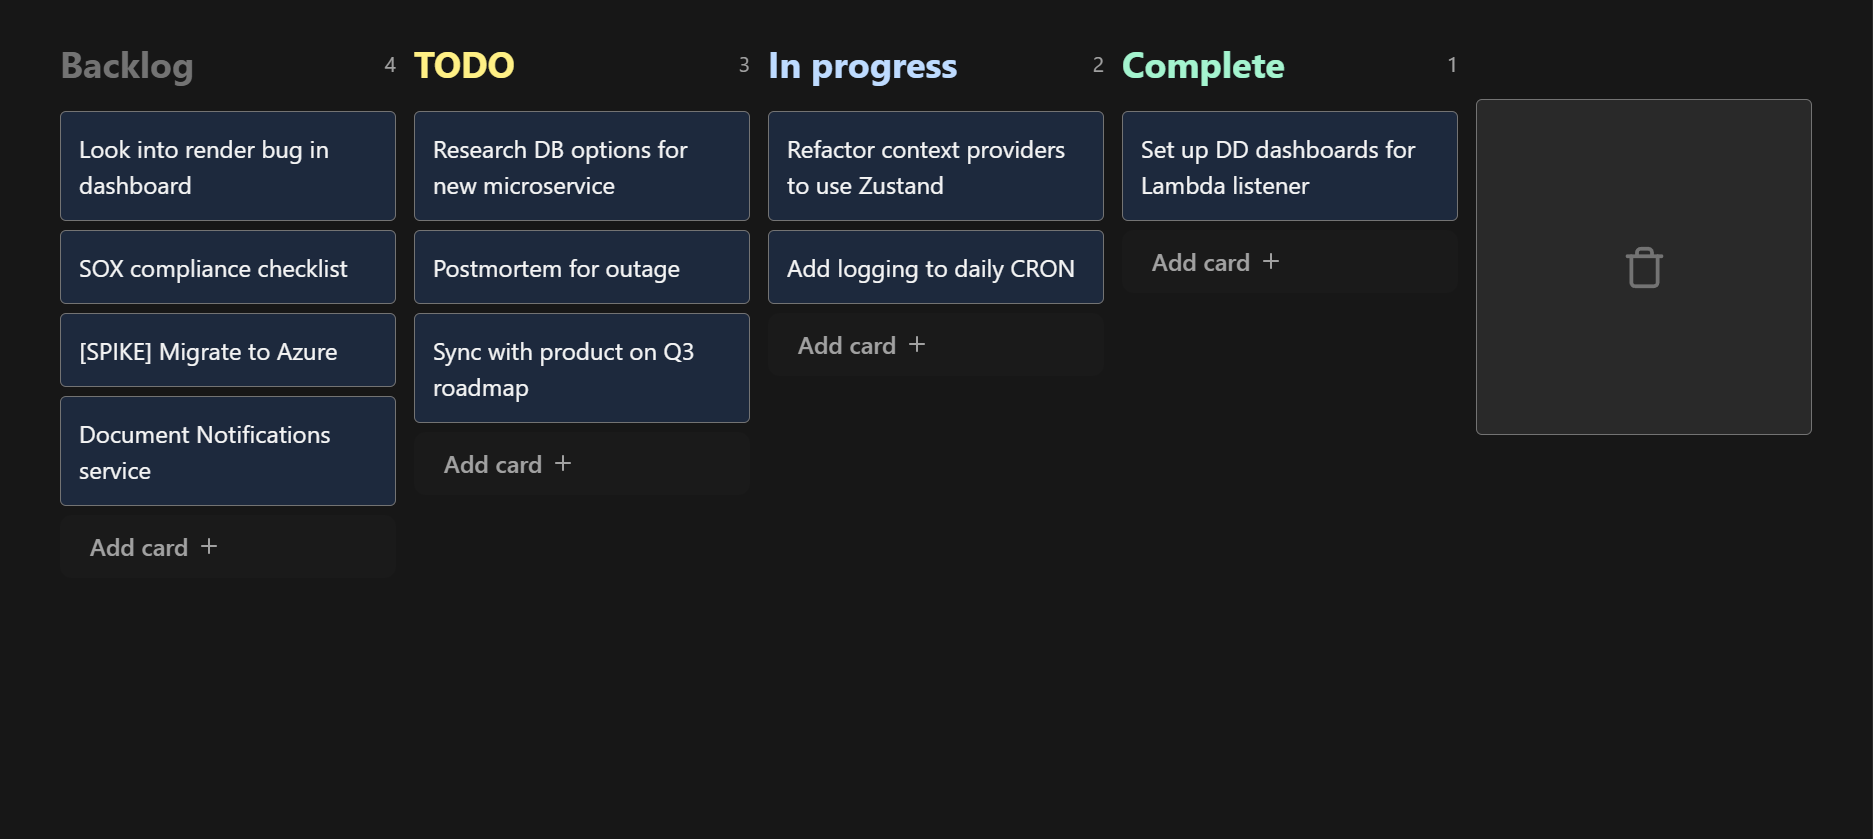 Backlog 4
Look into render bug in
dashboard
SOX compliance checklist
[SPIKE] Migrate to Azure
Document Notifications
service
Add card +
TODO 3
Research DB options for
new microservice
Postmortem for outage
Sync with product on Q3
roadmap
Add card +
In progress 2
Refactor context providers
to use Zustand
Add logging to daily CRON
Add card +
Complete 1
Set up DD dashboards for
Lambda listener
Add card +